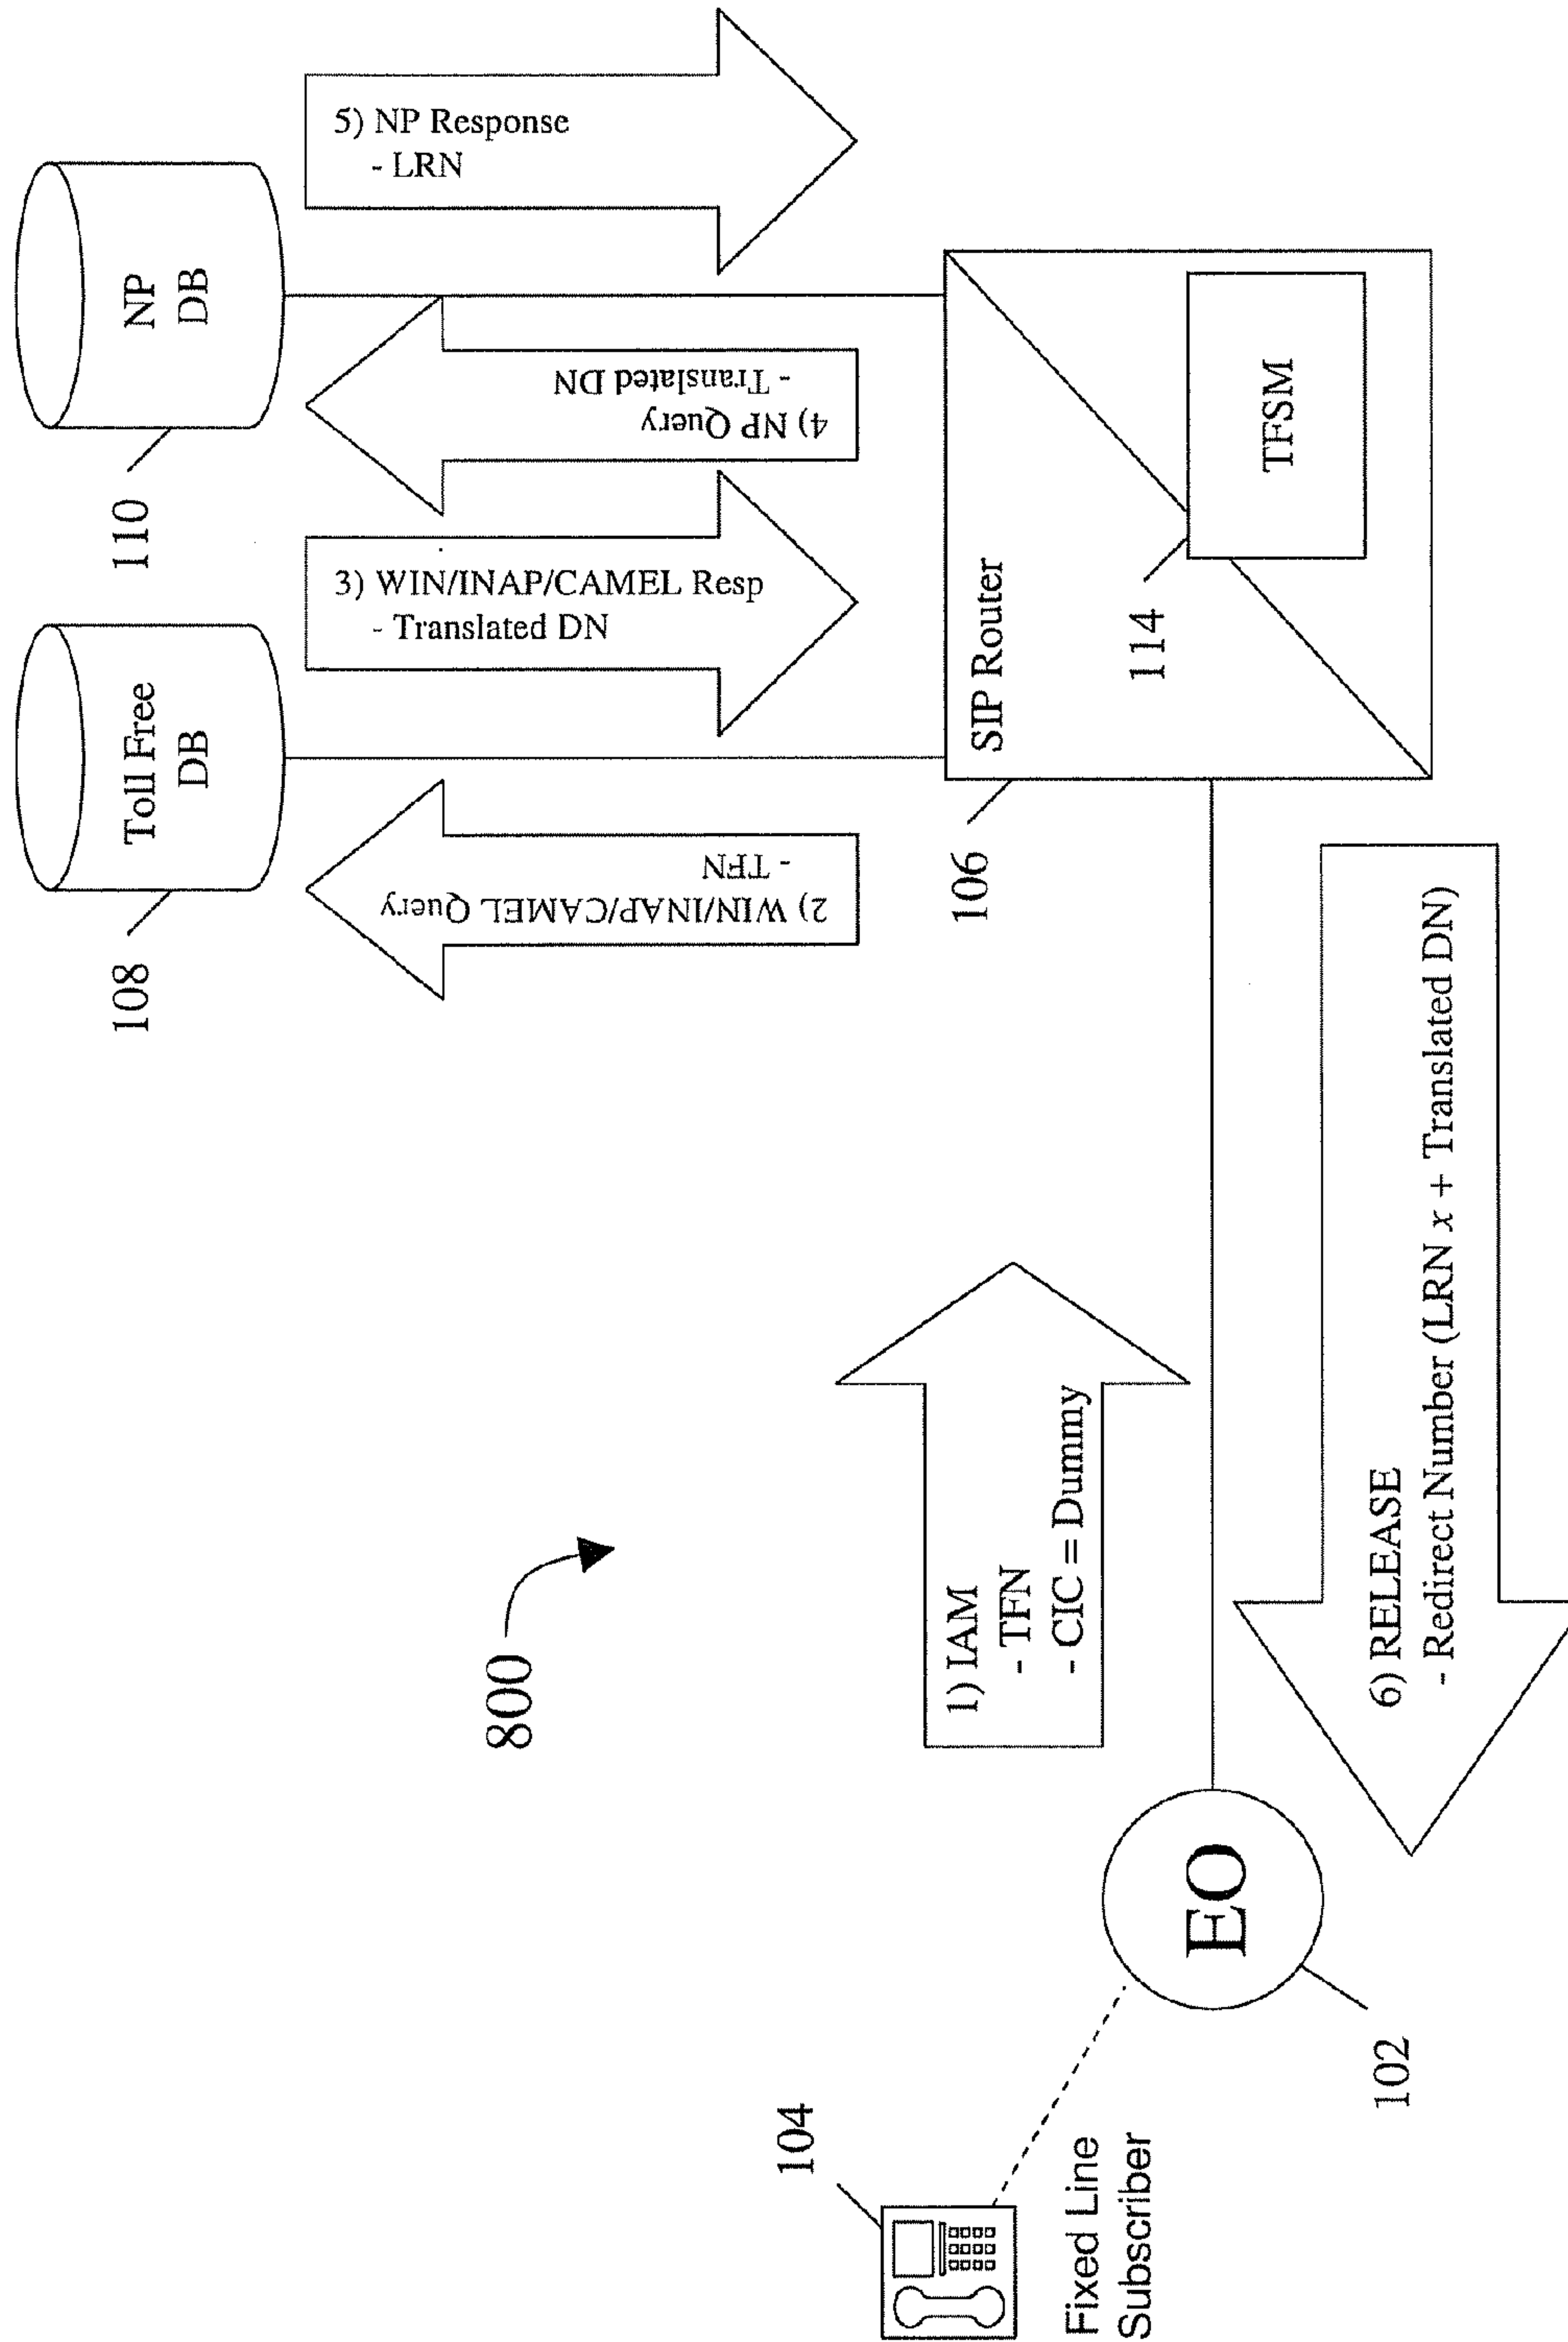 110
NP
DB
108
Toll Free
DB
5) NP Response
- LRN
4) NP Query
- Translated DN
3) WIN/INAP/CAMEL Resp
- Translated DN
2) WIN/INAP/CAMEL Query
- TFN
SIP Router
106
114
TFSM
800
1) IAM
- TFN
- CIC = Dummy
6) RELEASE
- Redirect Number (LRN x + Translated DN)
104
Fixed Line
Subscriber
EO
102